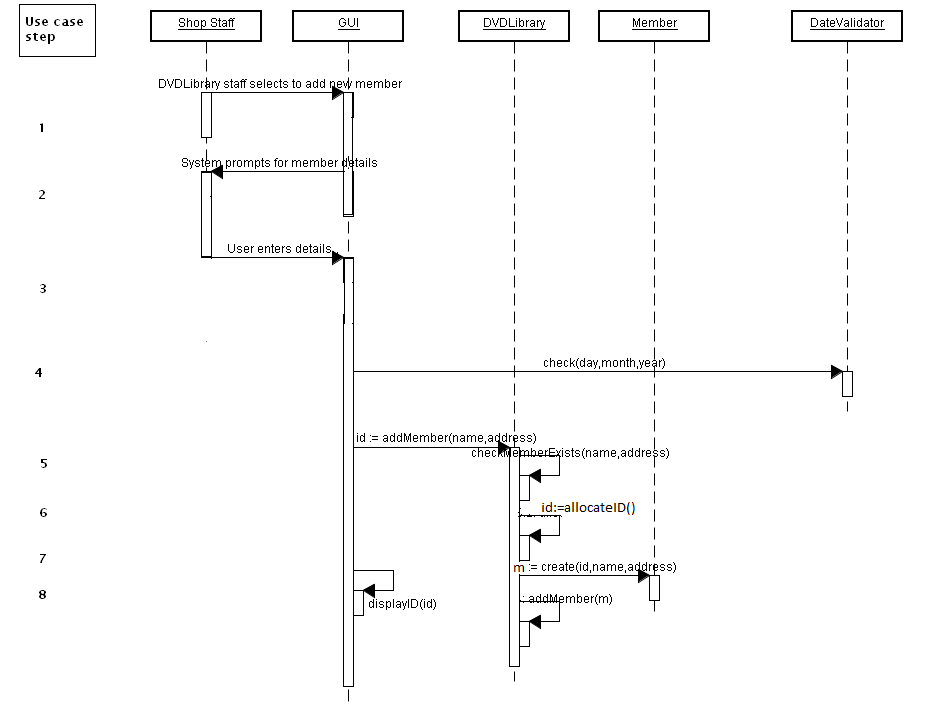 Use case
step
Shop Staff
GUI
DVDLibrary
Member
DateValidator
DVDLibrary staff selects to add new member
1
System prompts for member details
2
User enters details
3
check(day,month,year)
4
id := addMember(name,address)
checkMemberExists(name,address)
5
id:=allocateID()
6
7
m := create(id,name,address)
8
displayID(id)
: addMember(m)